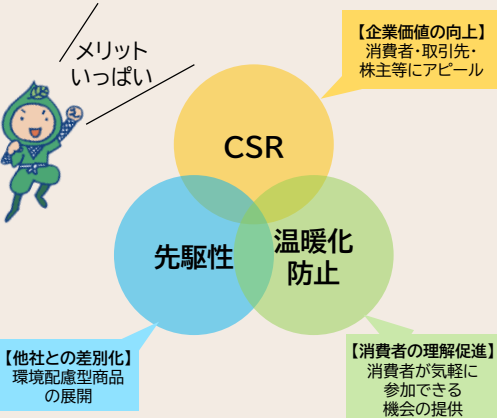 メリット
いっぱい
【企業価値の向上】
消費者・取引先・
株主等にアピール
CSR
先駆性
温暖化
防止
【他社との差別化】
環境配慮型商品
の展開
【消費者の理解促進】
消費者が気軽に
参加できる
機会の提供